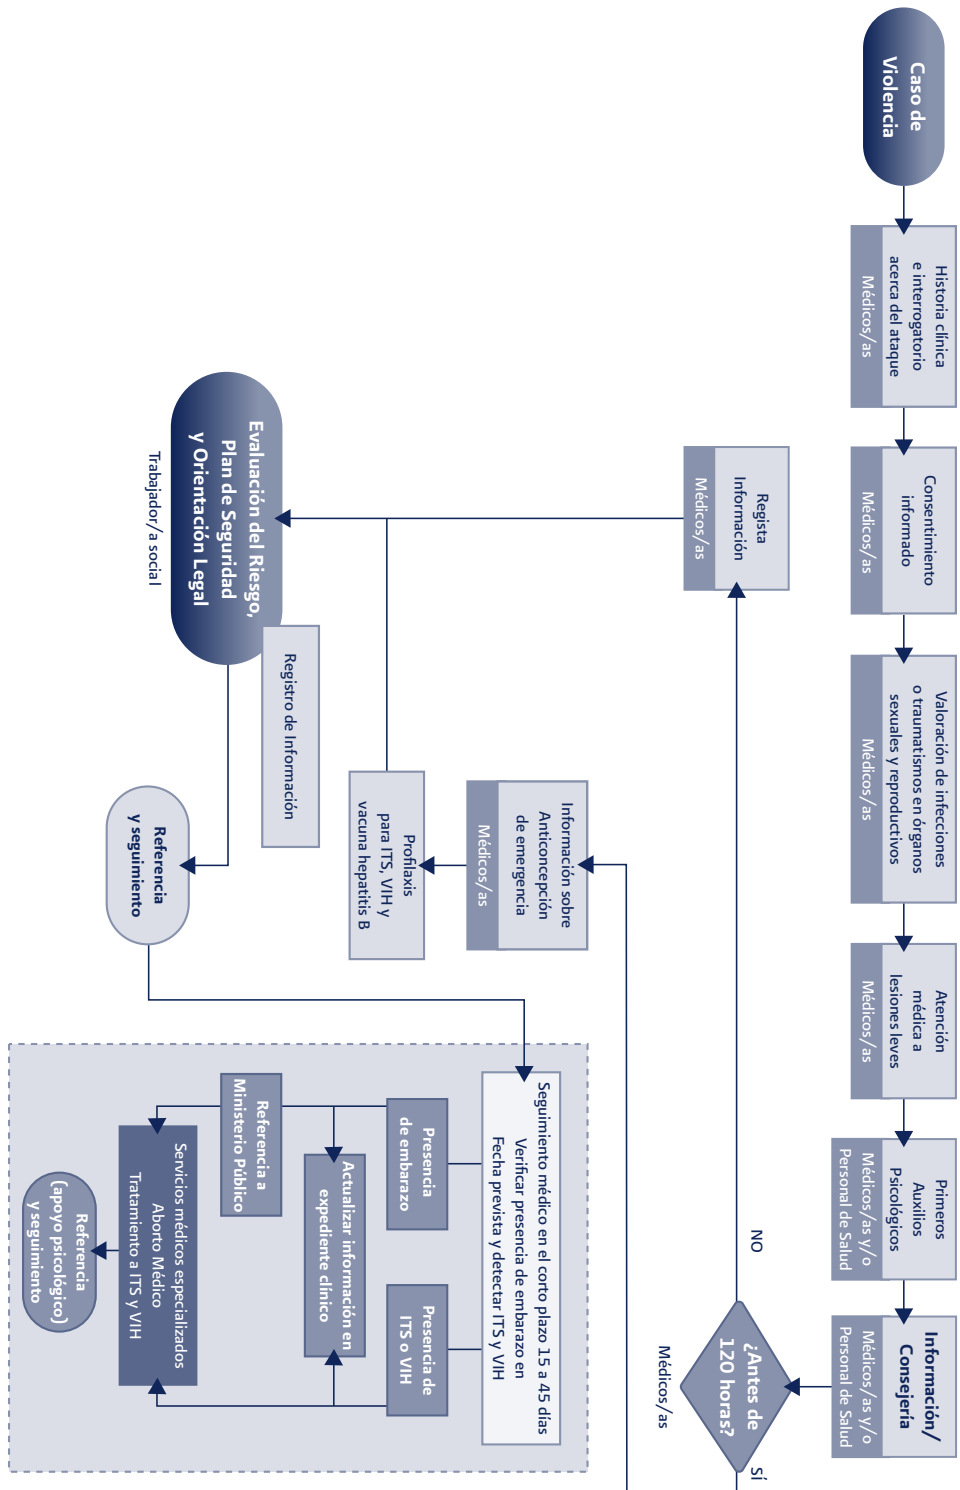 Caso de
Violencia
Historia clínica
e interrogatorio
acerca del ataque
Médicos/as
Consentimiento
informado
Médicos/as
Valoración de infecciones
o traumatismos en órganos
sexuales y reproductivos
Médicos/as
Atención
médica a
lesiones leves
Médicos/as
Primeros
Auxilios
Psicológicos
Médicos/as y/o
Personal de Salud
Información/
Consejería
Médicos/as y/o
Personal de Salud
¿Antes de
120 horas?
Médicos/as
NO
SÍ
Regista
Información
Médicos/as
Información sobre
Anticoncepción
de emergencia
Médicos/as
Profilaxis
para ITS, VIH y
vacuna hepatitis B
Evaluación del Riesgo,
Plan de Seguridad
y Orientación Legal
Trabajador/a social
Registro de Información
Referencia
y seguimiento
Seguimiento médico en el corto plazo 15 a 45 días
Verificar presencia de embarazo en
Fecha prevista y detectar ITS y VIH
Presencia
de embarazo
Presencia de
ITS o VIH
Actualizar información en
expediente clínico
Referencia a
Ministerio Público
Servicios médicos especializados
Aborto Médico
Tratamiento a ITS y VIH
Referencia
(apoyo psicológico)
y seguimiento